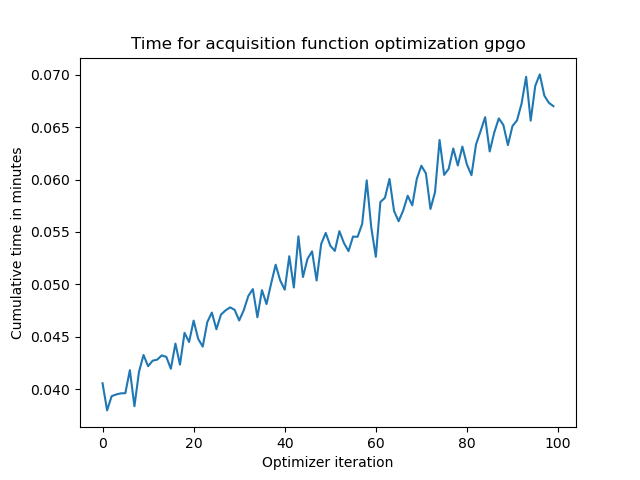 Time for acquisition function optimization gpgo
0.070
0.065
0.060
0.055
0.050
0.045
0.040
Cumulative time in minutes
0 20 40 60 80 100
Optimizer iteration